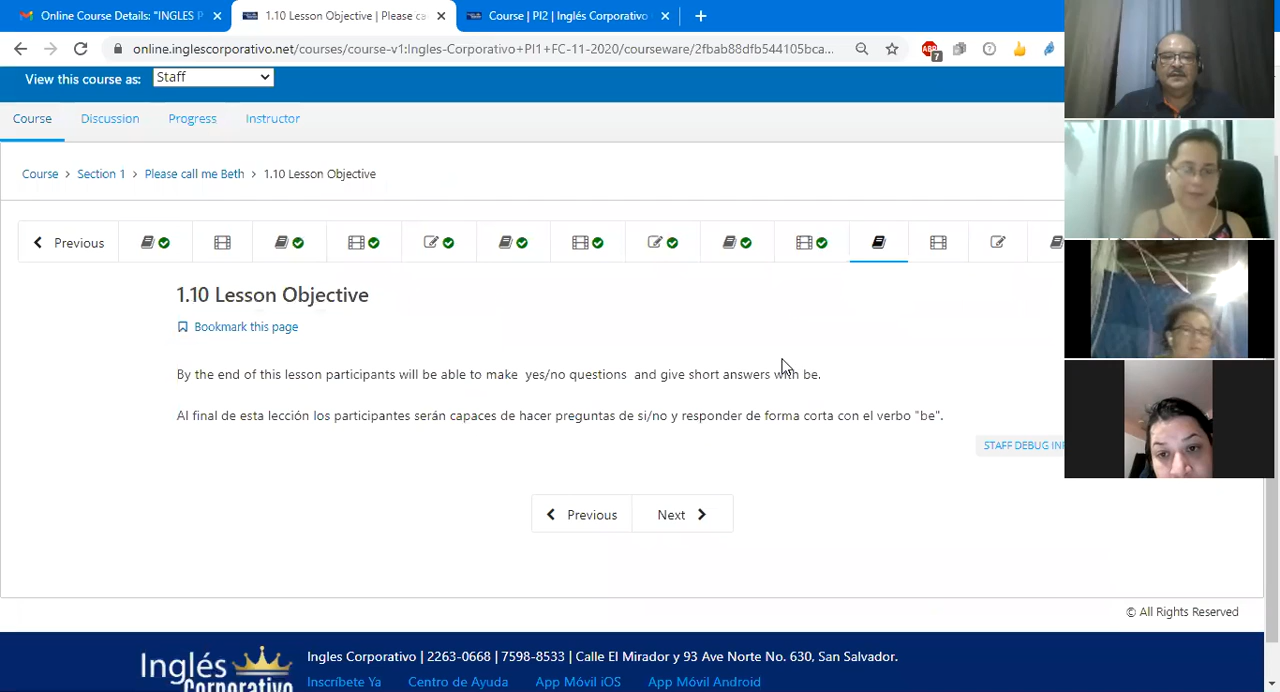 Online Course Details: "INGLES P
1.10 Lesson Objective | Please ca
Course | PI2 | Inglés Corporativo
online.inglescorporativo.net/courses/course-v1:Ingles-Corporativo+PI1+FC-11-2020/courseware/2fbab88dfb544105bca...
ABP
7
View this course as:
Staff
Course
Discussion
Progress
Instructor
Course > Section 1 > Please call me Beth > 1.10 Lesson Objective
Previous
1.10 Lesson Objective
Bookmark this page
By the end of this lesson participants will be able to make yes/no questions and give short answers with be.
Al final de esta lección los participantes serán capaces de hacer preguntas de si/no y responder de forma corta con el verbo "be".
STAFF DEBUG INF
Previous
Next
© All Rights Reserved
Inglés Corporativo
Ingles Corporativo | 2263-0668 | 7598-8533 | Calle El Mirador y 93 Ave Norte No. 630, San Salvador.
Inscríbete Ya
Centro de Ayuda
App Móvil iOS
App Móvil Android